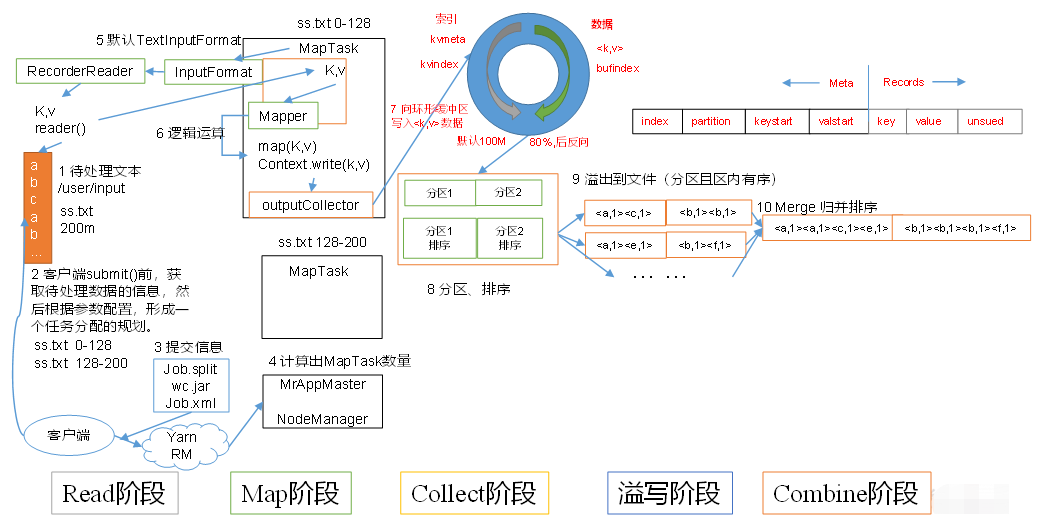 ss.txt 0-128
5 默认TextInputFormat
MapTask
RecorderReader
InputFormat
K,v
Mapper
K,v
reader()
6 逻辑运算
map(K,v)
Context.write(k,v)
outputCollector
a
b
c
a
b
...
1 待处理文本
/user/input
ss.txt
200m
2 客户端submit()前，获
取待处理数据的信息，然
后根据参数配置，形成一
个任务分配的规划。
ss.txt 0-128
ss.txt 128-200
3 提交信息
Job.split
wc.jar
Job.xml
客户端
Yarn
RM
ss.txt 128-200
MapTask
4 计算出MapTask数量
MrAppMaster
NodeManager
索引
kvmeta
kvindex
数据
<k,v>
bufindex
7 向环形缓冲区
写入<k,v>数据
默认100M
80%,后反向
Meta
Records
index
partition
keystart
valstart
key
value
unsued
分区1
分区2
分区1
排序
分区2
排序
8 分区、排序
9 溢出到文件（分区且区内有序）
<a,1><c,1>
<b,1><b,1>
<a,1><e,1>
<b,1><f,1>
... ...
10 Merge 归并排序
<a,1><a,1><c,1><e,1>
<b,1><b,1><b,1><f,1>
Read阶段
Map阶段
Collect阶段
溢写阶段
Combine阶段